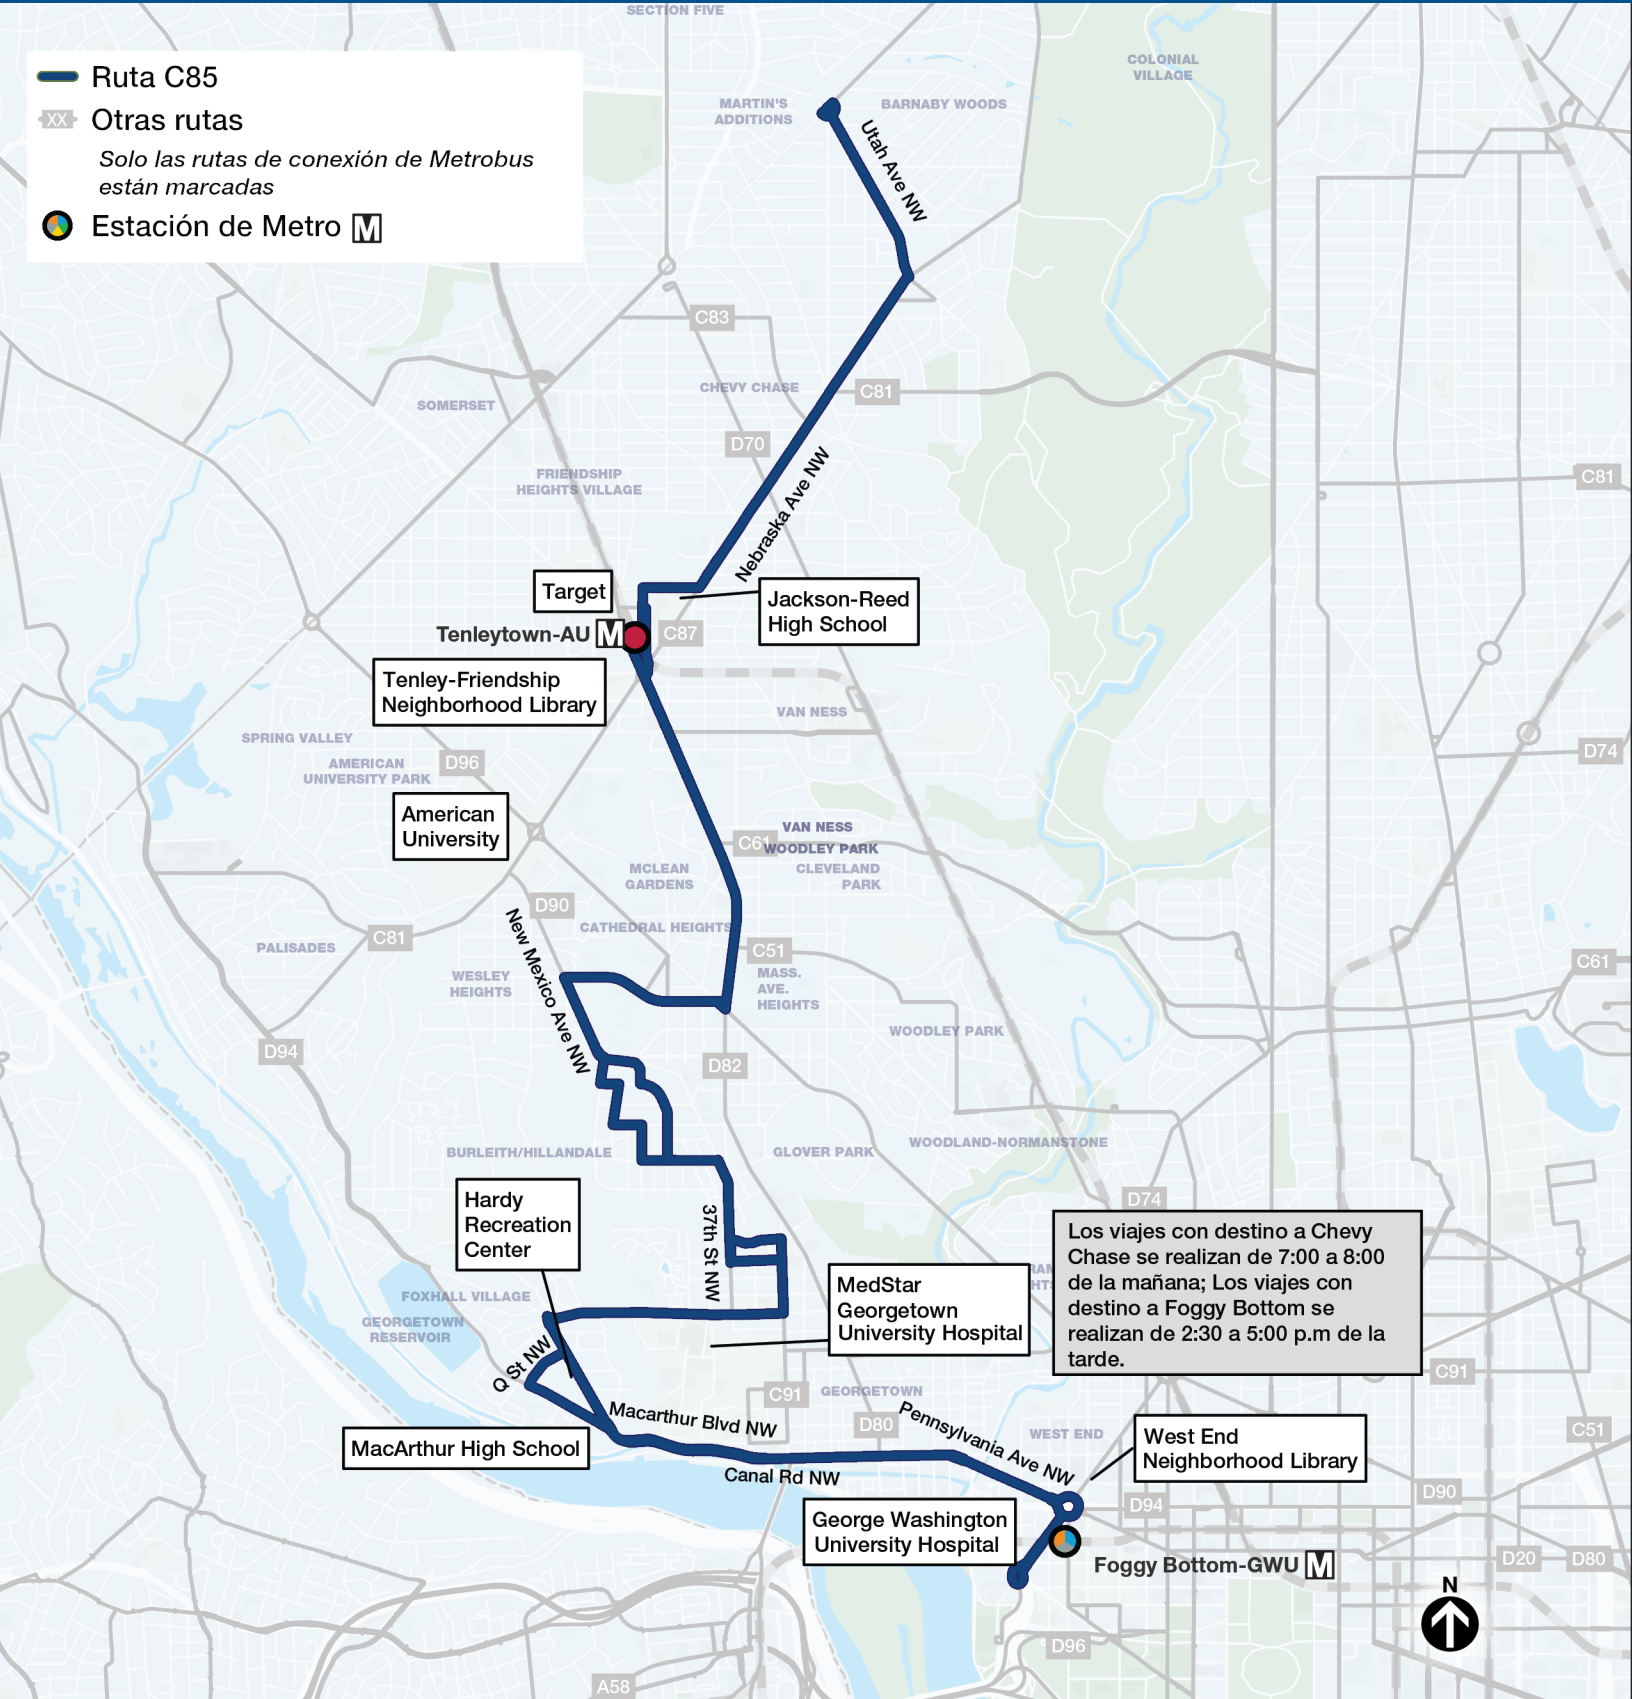 SECTION FIVE
Ruta C85
XX
Otras rutas
Solo las rutas de conexión de Metrobus
están marcadas
Estación de Metro M
COLONIAL
VILLAGE
MARTIN'S
ADDITIONS
BARNABY WOODS
Utah Ave NW
C83
CHEVY CHASE
C81
SOMERSET
D70
FRIENDSHIP
HEIGHTS VILLAGE
Nebraska Ave NW
C81
Target
Jackson-Reed
High School
Tenleytown-AU M
C87
Tenley-Friendship
Neighborhood Library
VAN NESS
SPRING VALLEY
D96
AMERICAN
UNIVERSITY PARK
D74
American
University
VAN NESS
C61
WOODLEY PARK
MCLEAN
GARDENS
CLEVELAND
PARK
D90
New Mexico Ave NW
CATHEDRAL HEIGHTS
C81
PALISADES
C51
C61
WESLEY
HEIGHTS
MASS.
AVE.
HEIGHTS
WOODLEY PARK
D94
D82
BURLEITH/HILLANDALE
GLOVER PARK
WOODLAND-NORMANSTONE
Hardy
Recreation
Center
37th St NW
D74
Los viajes con destino a Chevy
Chase se realizan de 7:00 a 8:00
de la mañana; Los viajes con
destino a Foggy Bottom se
realizan de 2:30 a 5:00 p.m de la
tarde.
MedStar
Georgetown
University Hospital
FOXHALL VILLAGE
GEORGETOWN
RESERVOIR
Q St NW
C91
C91
GEORGETOWN
Macarthur Blvd NW
D80
Pennsylvania Ave NW
WEST END
C51
MacArthur High School
West End
Neighborhood Library
Canal Rd NW
D94
D90
George Washington
University Hospital
Foggy Bottom-GWU M
D20
D80
N
D96
A58